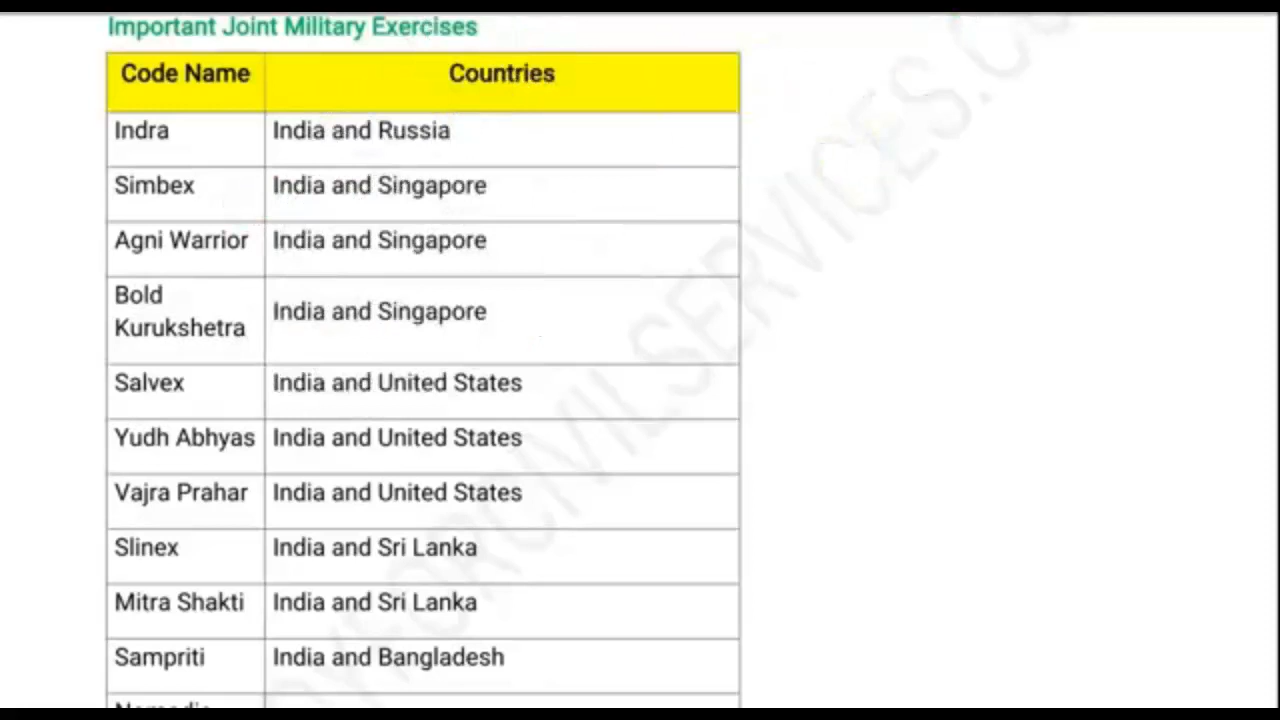 Important Joint Military Exercises
Code Name Countries
Indra India and Russia
Simbex India and Singapore
Agni Warrior India and Singapore
Bold
Kurukshetra India and Singapore
Salvex India and United States
Yudh Abhyas India and United States
Vajra Prahar India and United States
Slinex India and Sri Lanka
Mitra Shakti India and Sri Lanka
Sampriti India and Bangladesh